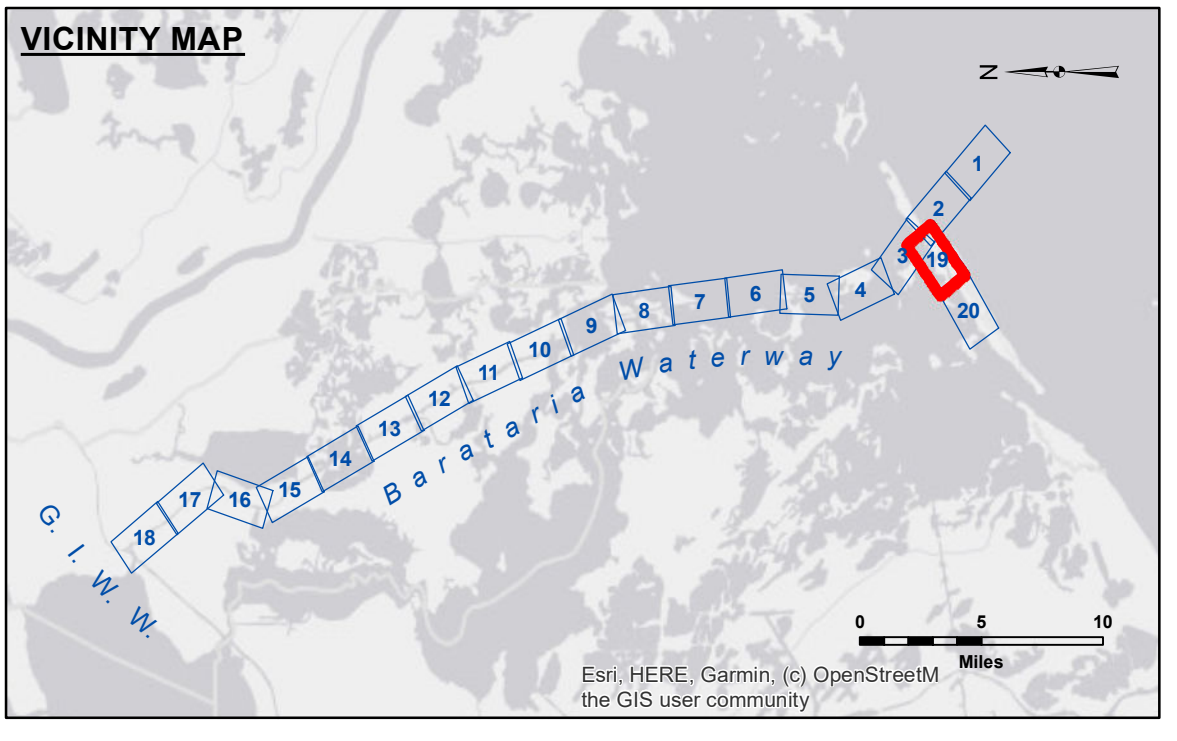 VICINITY MAP
N
1
2
3
19
20
4
5
6
7
8
9
10
11
12
13
14
15
16
17
18
Barataria Waterway
G. I. W. W.
0 5 10
Miles
Esri, HERE, Garmin, (c) OpenStreetM
the GIS user community